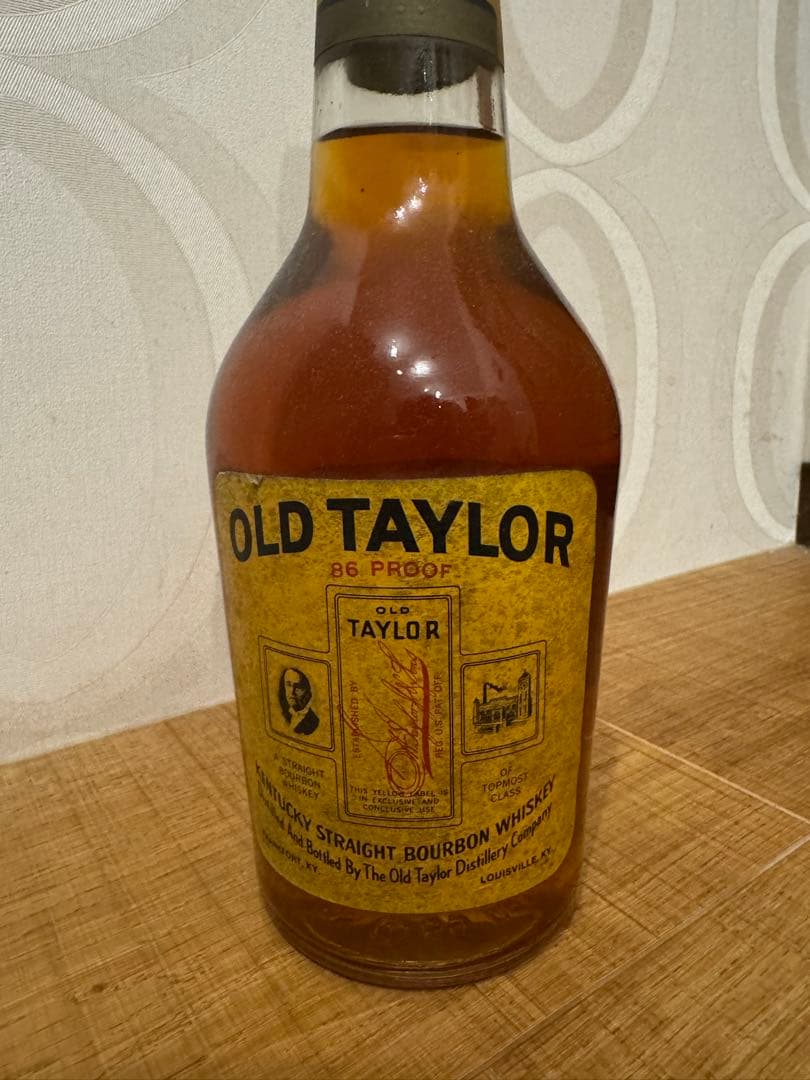 OLD TAYLOR
86 PROOF
OLD
TAYLOR
ESTABLISHED BY
REG. U.S. PAT. OFF.
A STRAIGHT
BOURBON
WHISKEY
OF
TOPMOST
CLASS
THIS YELLOW LABEL IS
IN EXCLUSIVE AND
CONCLUSIVE USE
KENTUCKY STRAIGHT BOURBON WHISKEY
And Bottled By The Old Taylor Distillery Company
KY.
LOUISVILLE, KY.